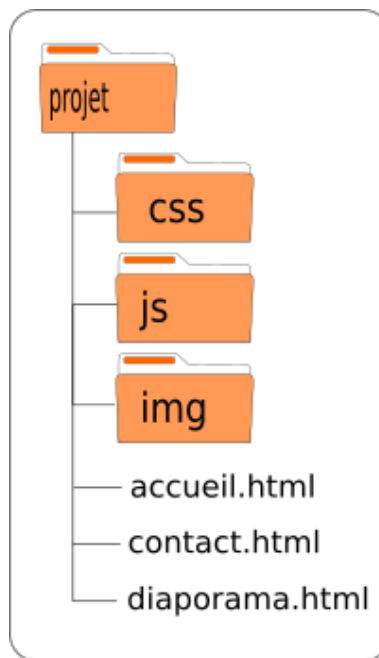 projet
css
js
img
accueil.html
contact.html
diaporama.html